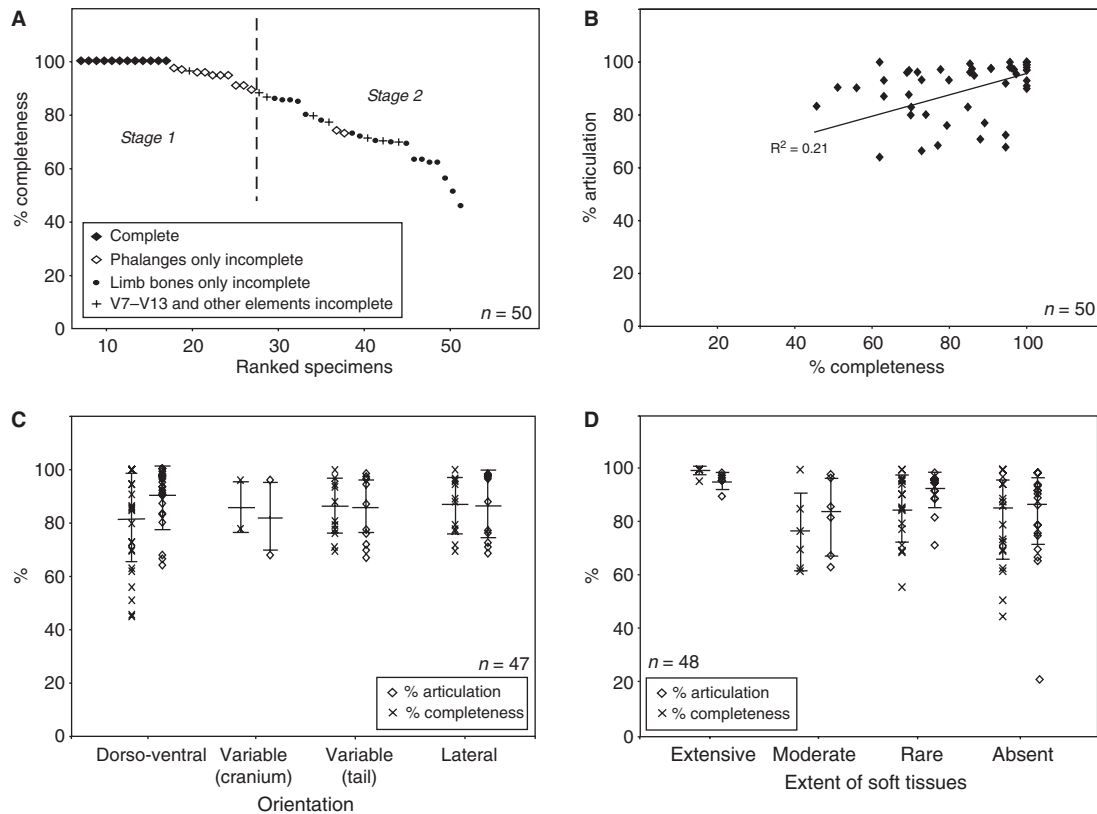 A
% completeness
100
80
60
40
20
0
Stage 1
Stage 2
Complete
Phalanges only incomplete
Limb bones only incomplete
V7–V13 and other elements incomplete
n = 50
10 20 30 40 50
Ranked specimens
B
% articulation
100
80
60
40
20
0
R² = 0.21
n = 50
20 40 60 80 100
% completeness
C
%
100
80
60
40
20
0
n = 47
% articulation
% completeness
Dorso-ventral Variable Variable Lateral
(cranium) (tail)
Orientation
D
%
100
80
60
40
20
0
n = 48
% articulation
% completeness
Extensive Moderate Rare Absent
Extent of soft tissues